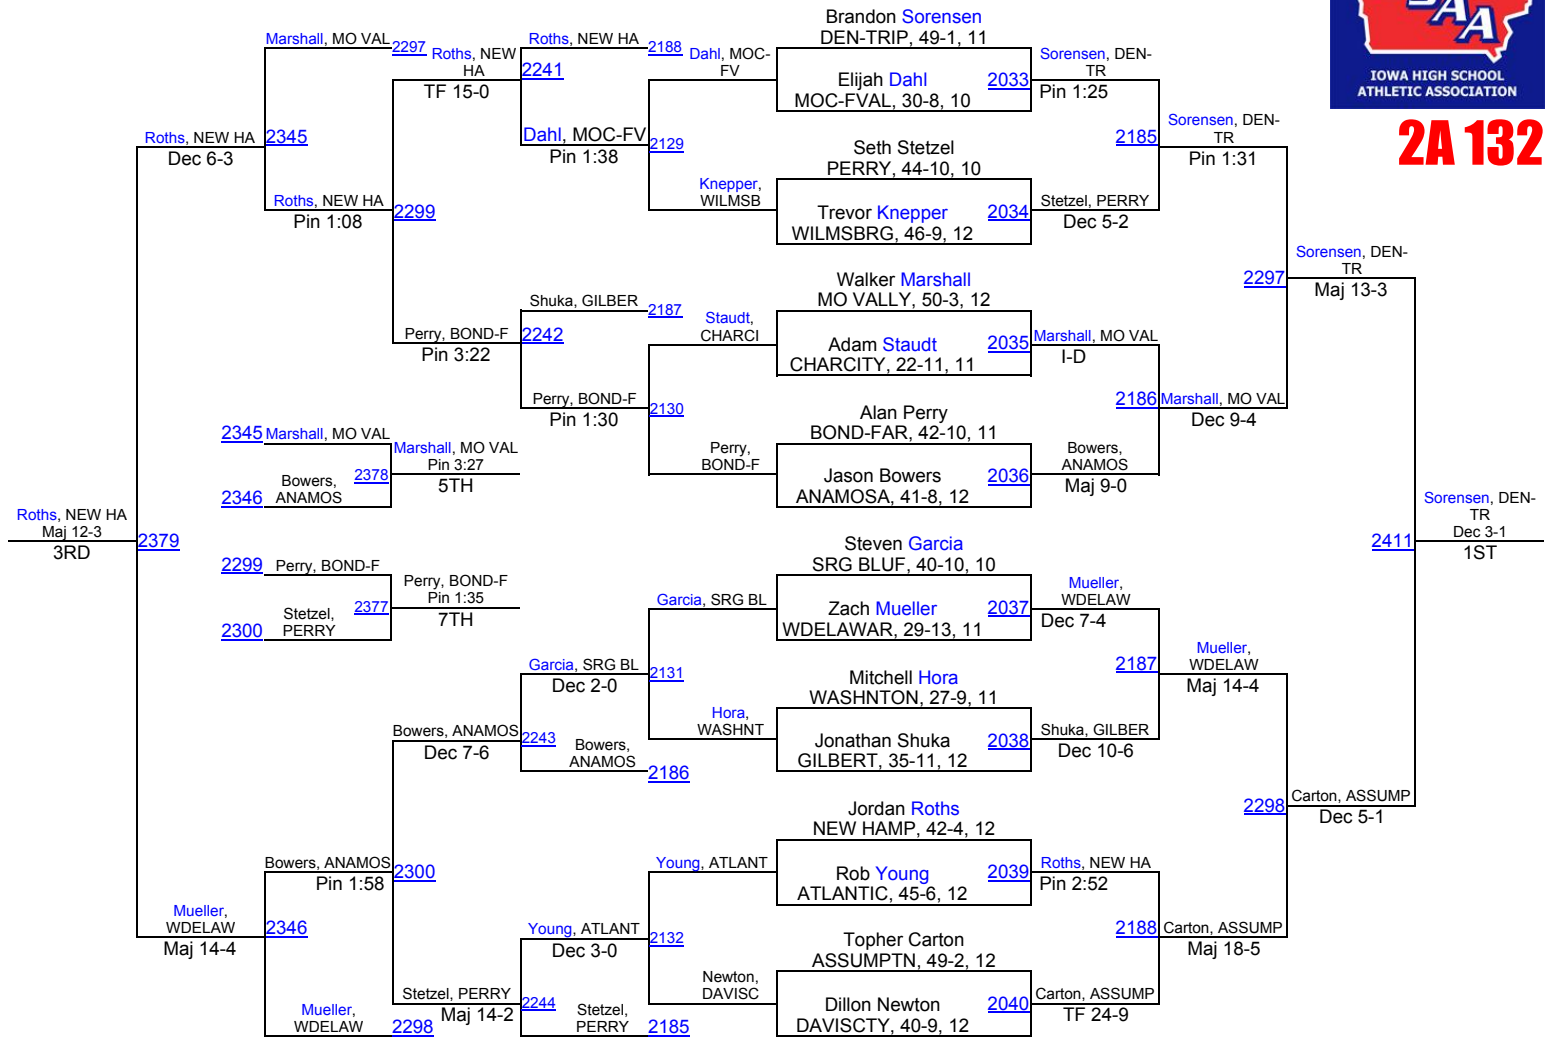 SAA
IOWA HIGH SCHOOL
ATHLETIC ASSOCIATION
2A 132
Brandon Sorensen
DEN-TRIP, 49-1, 11
Elijah Dahl
MOC-FVAL, 30-8, 10
2033
Seth Stetzel
PERRY, 44-10, 10
Trevor Knepper
WILMSBRG, 46-9, 12
2034
Walker Marshall
MO VALLY, 50-3, 12
Adam Staudt
CHARCITY, 22-11, 11
2035
Alan Perry
BOND-FAR, 42-10, 11
Jason Bowers
ANAMOSA, 41-8, 12
2036
Steven Garcia
SRG BLUF, 40-10, 10
Zach Mueller
WDELAWAR, 29-13, 11
2037
Mitchell Hora
WASHNTON, 27-9, 11
Jonathan Shuka
GILBERT, 35-11, 12
2038
Jordan Roths
NEW HAMP, 42-4, 12
Rob Young
ATLANTIC, 45-6, 12
2039
Topher Carton
ASSUMPTN, 49-2, 12
Dillon Newton
DAVISCTY, 40-9, 12
2040
Sorensen, DEN-
TR
Pin 1:25
2185
Stetzel, PERRY
Dec 5-2
Marshall, MO VAL
I-D
2186
Bowers,
ANAMOS
Maj 9-0
Mueller,
WDELAW
Dec 7-4
2187
Shuka, GILBER
Dec 10-6
Roths, NEW HA
Pin 2:52
2188
Carton, ASSUMP
TF 24-9
Sorensen, DEN-
TR
Pin 1:31
2297
Marshall, MO VAL
Dec 9-4
Mueller,
WDELAW
Maj 14-4
2298
Carton, ASSUMP
Maj 18-5
Sorensen, DEN-
TR
Maj 13-3
2411
Carton, ASSUMP
Dec 5-1
Sorensen, DEN-
TR
Dec 3-1
1ST
Dahl, MOC-
FV
2129
Knepper,
WILMSB
Staudt,
CHARCI
2130
Perry,
BOND-F
Garcia, SRG BL
2131
Hora,
WASHNT
Young, ATLANT
2132
Newton,
DAVISC
Roths, NEW HA
2188
2241
Dahl, MOC-FV
Pin 1:38
Shuka, GILBER
2187
2242
Perry, BOND-F
Pin 1:30
Garcia, SRG BL
Dec 2-0
2243
Bowers,
ANAMOS
2186
Young, ATLANT
Dec 3-0
2244
Stetzel,
PERRY
2185
Roths, NEW
HA
TF 15-0
2299
Perry, BOND-F
Pin 3:22
Bowers, ANAMOS
Dec 7-6
2300
Stetzel, PERRY
Maj 14-2
Marshall, MO VAL
2297
2345
Roths, NEW HA
Pin 1:08
Bowers, ANAMOS
Pin 1:58
2346
Mueller,
WDELAW
2298
Roths, NEW HA
Dec 6-3
2379
Mueller,
WDELAW
Maj 14-4
Roths, NEW HA
Maj 12-3
3RD
2345
Marshall, MO VAL
2378
2346
Bowers,
ANAMOS
Marshall, MO VAL
Pin 3:27
5TH
2299
Perry, BOND-F
2377
2300
Stetzel,
PERRY
Perry, BOND-F
Pin 1:35
7TH